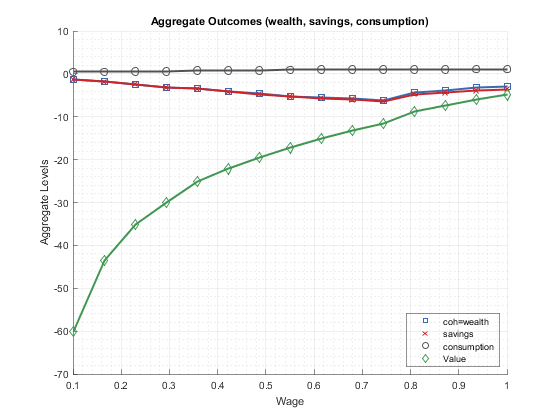 Aggregate Outcomes (wealth, savings, consumption)
10
0
-10
-20
-30
-40
-50
-60
-70
Aggregate Levels
0.1
0.2
0.3
0.4
0.5
0.6
0.7
0.8
0.9
1
Wage
coh=wealth
savings
consumption
Value